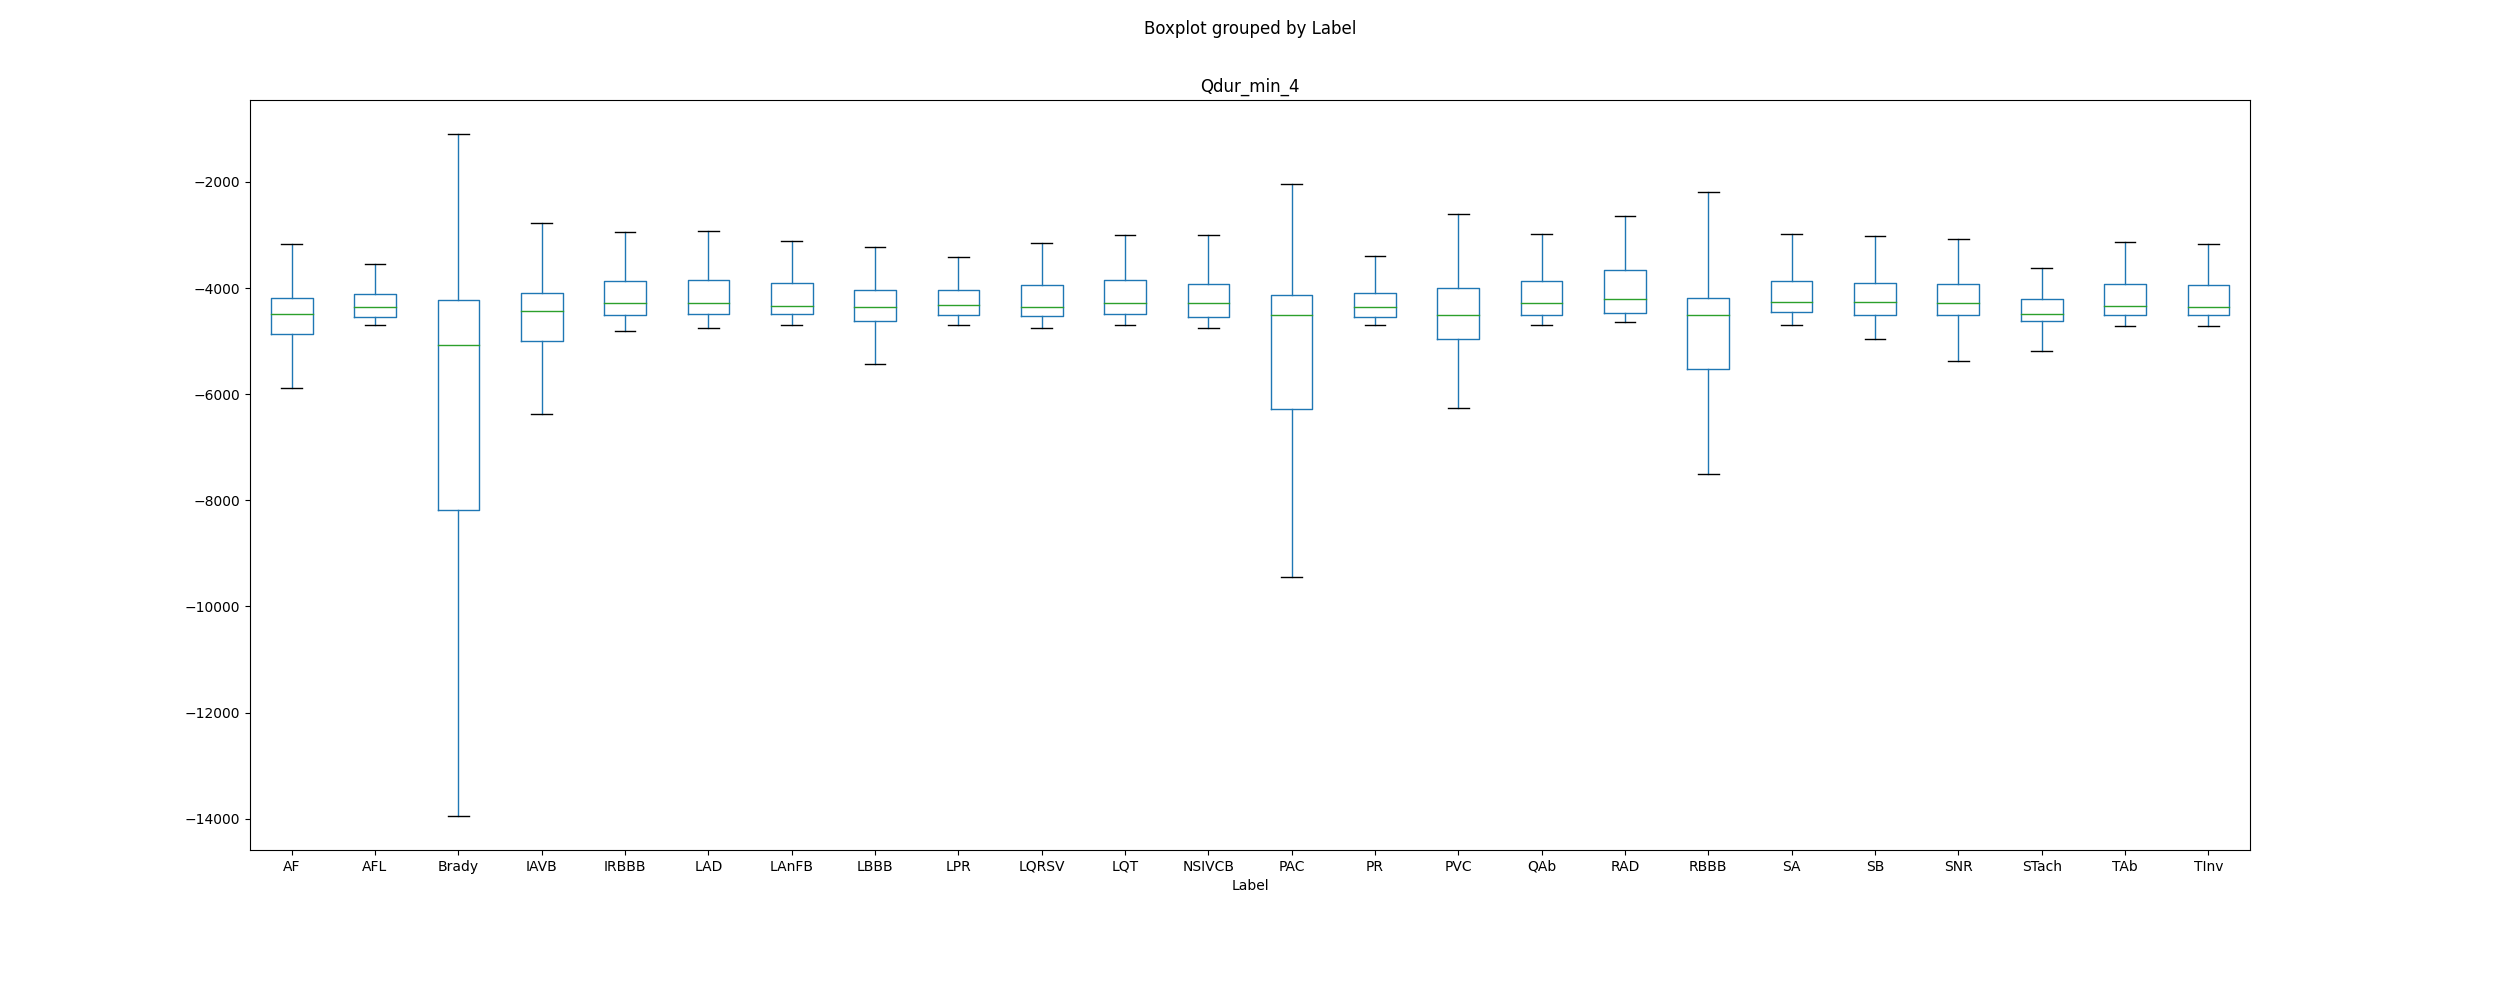 Boxplot grouped by Label
Qdur_min_4
−2000
−4000
−6000
−8000
−10000
−12000
−14000
AF AFL Brady IAVB IRBBB LAD LAnFB LBBB LPR LQRSV LQT NSIVCB PAC PR PVC QAb RAD RBBB SA SB SNR STach TAb TInv
Label